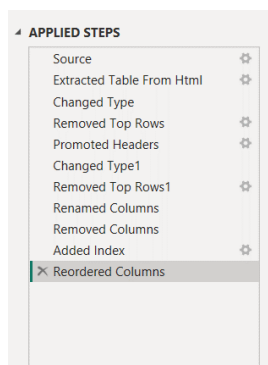 APPLIED STEPS
Source
Extracted Table From Html
Changed Type
Removed Top Rows
Promoted Headers
Changed Type1
Removed Top Rows1
Renamed Columns
Removed Columns
Added Index
Reordered Columns